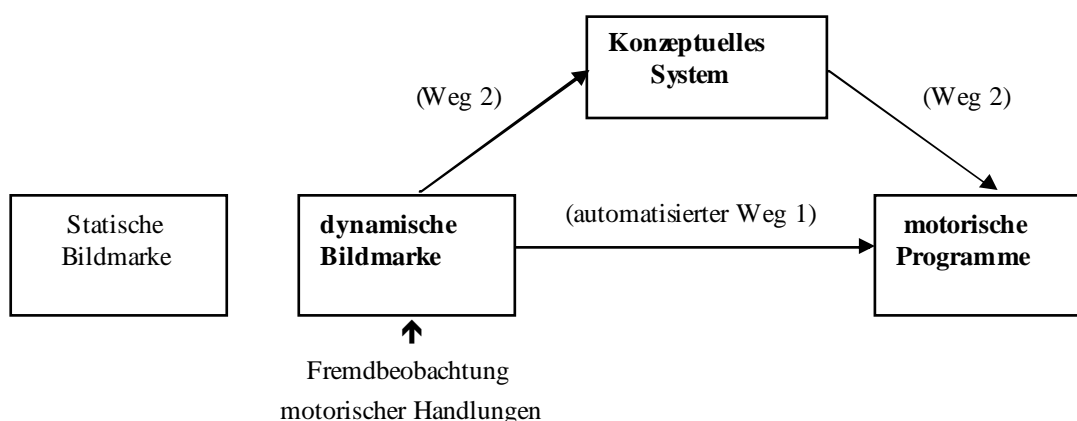 Konzeptuelles
System
(Weg 2)
(Weg 2)
Statische
Bildmarke
dynamische
Bildmarke
(automatisierter Weg 1)
motorische
Programme
Fremdbeobachtung
motorischer Handlungen